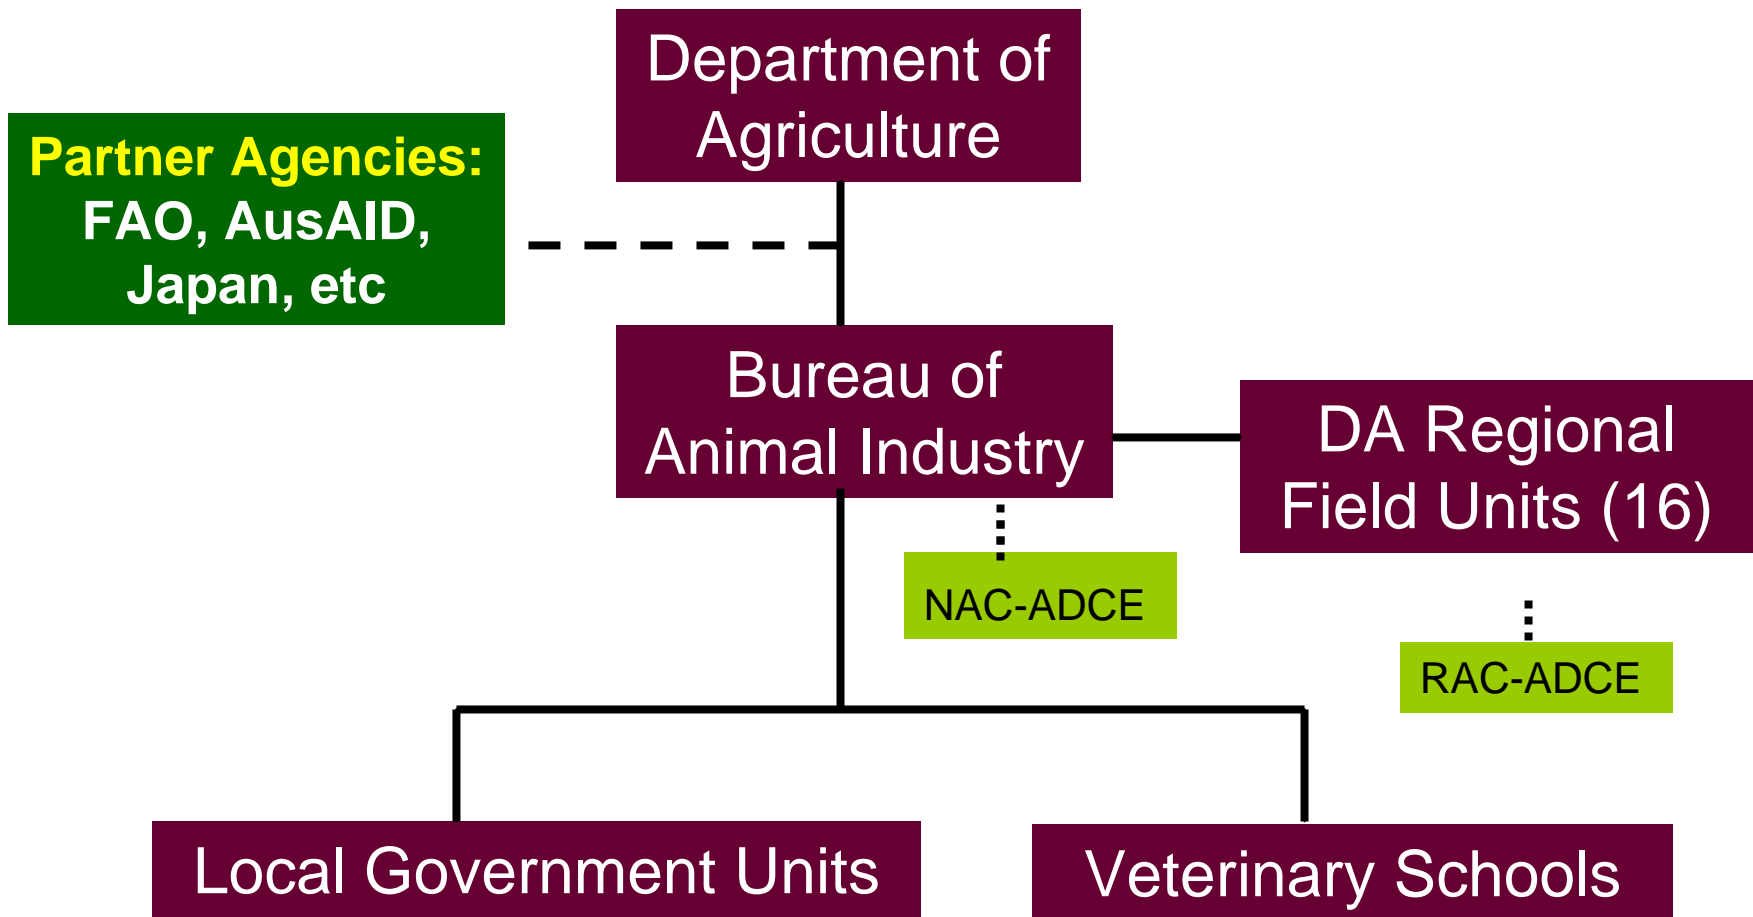 Department of
Agriculture
Partner Agencies:
FAO, AusAID,
Japan, etc
Bureau of
Animal Industry
DA Regional
Field Units (16)
NAC-ADCE
RAC-ADCE
Local Government Units
Veterinary Schools